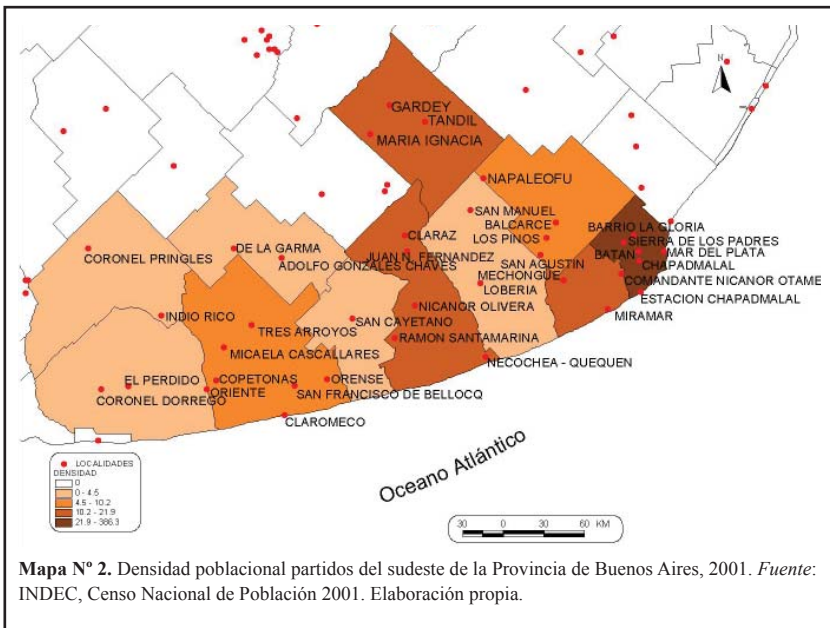 N
GARDEY
TANDIL
MARIA IGNACIA
NAPALEOFU
SAN MANUEL
BALCARCE
LOS PINOS
BARRIO LA GLORIA
SIERRA DE LOS PADRES
MAR DEL PLATA
BATAN
CHAPADMALAL
CLARAZ
JUAN N. FERNANDEZ
SAN AGUSTIN
MECHONGUE
LOBERIA
COMANDANTE NICANOR OTAME
ESTACION CHAPADMALAL
MIRAMAR
CORONEL PRINGLES
DE LA GARMA
ADOLFO GONZALES CHAVES
INDIO RICO
TRES ARROYOS
SAN CAYETANO
NICANOR OLIVERA
RAMON SANTAMARINA
MICAELA CASCALLARES
NECOCHEA - QUEQUEN
EL PERDIDO
COPETONAS
ORENSE
CORONEL DORREGO
ORIENTE
SAN FRANCISCO DE BELLOCQ
CLAROMECO
Oceano Atlántico
LOCALIDADES
DENSIDAD
0
0 - 4.5
4.5 - 10.2
10.2 - 21.9
21.9 - 366.3
30 0 30 60 KM
Mapa Nº 2. Densidad poblacional partidos del sudeste de la Provincia de Buenos Aires, 2001. Fuente:
INDEC, Censo Nacional de Población 2001. Elaboración propia.